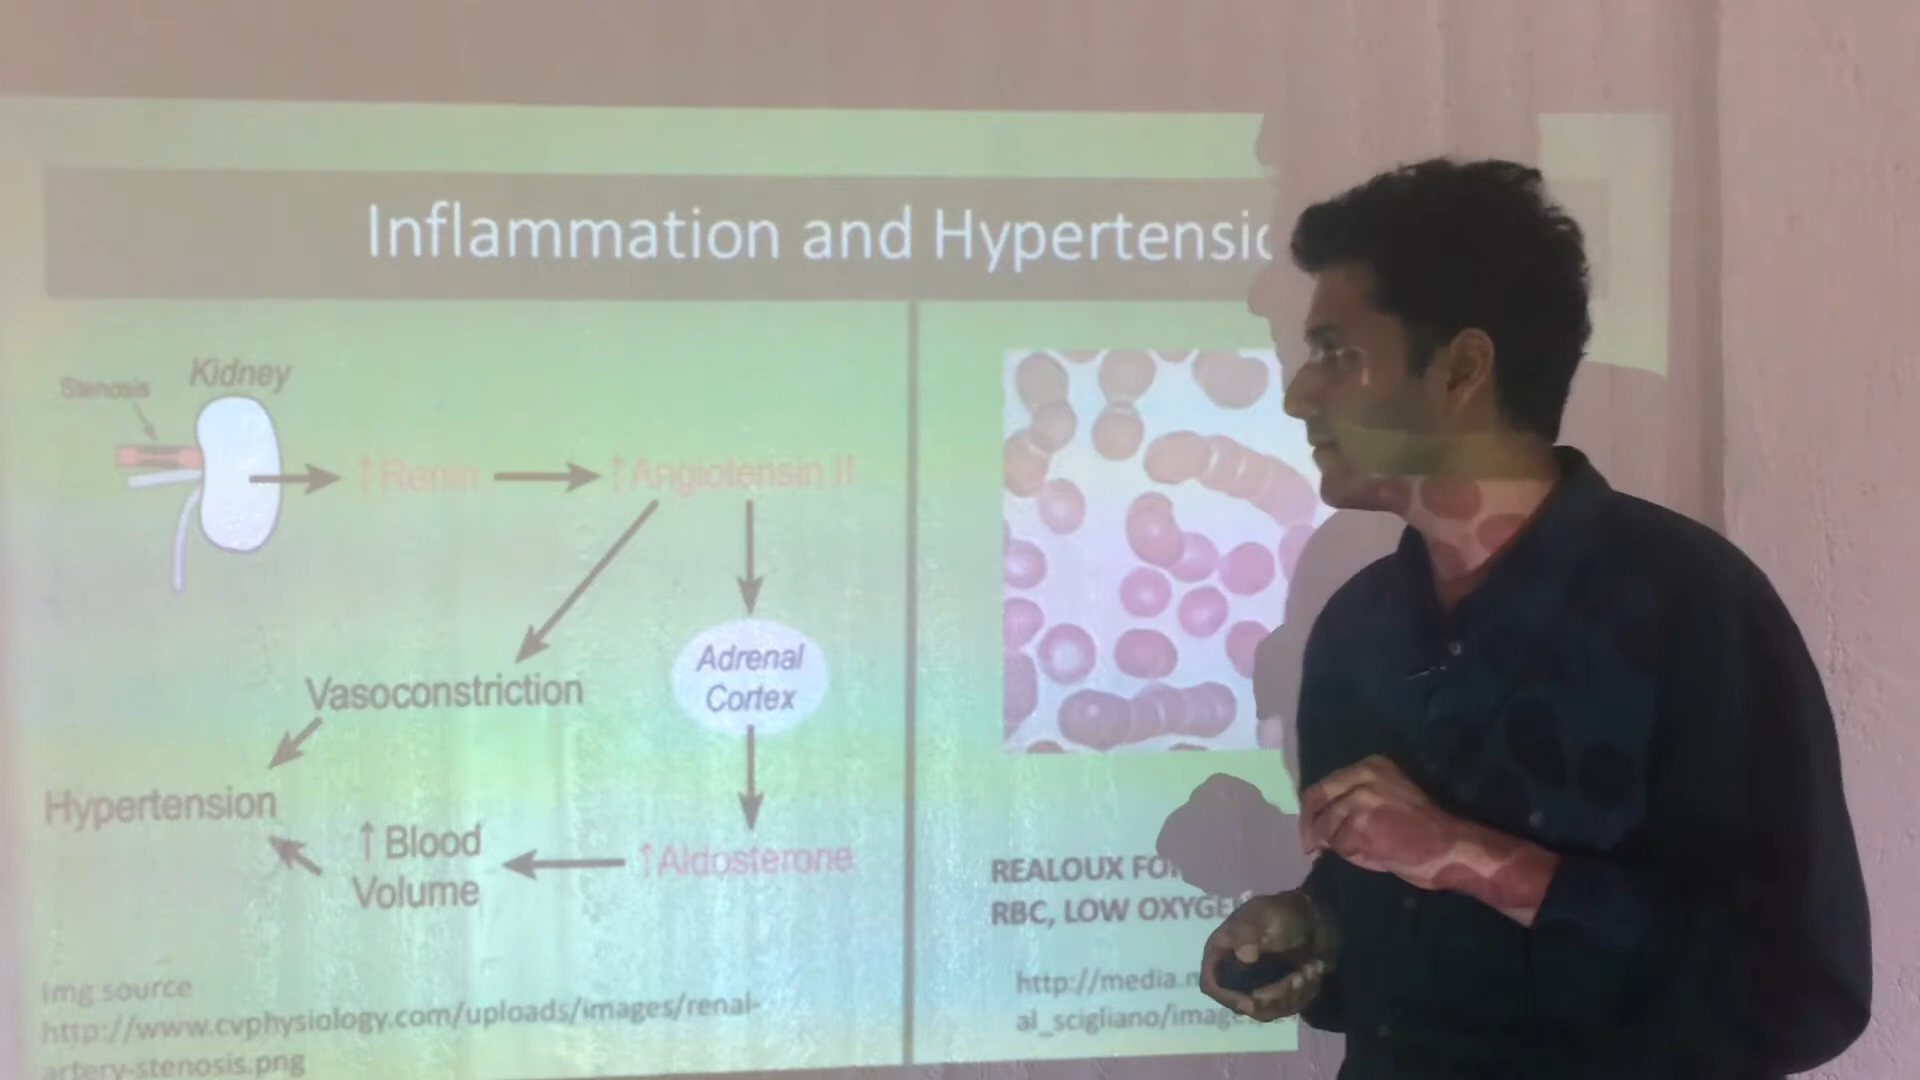 Inflammation and Hypertensio
Stenosis
Kidney
↑Renin
↑Angiotensin II
Vasoconstriction
Adrenal
Cortex
Hypertension
↑ Blood
Volume
↑Aldosterone
Img source
http://www.cvphysiology.com/uploads/images/renal-
artery-stenosis.png
REALOUX FO
RBC, LOW OXYGE
http://media.
al_scigliano/image